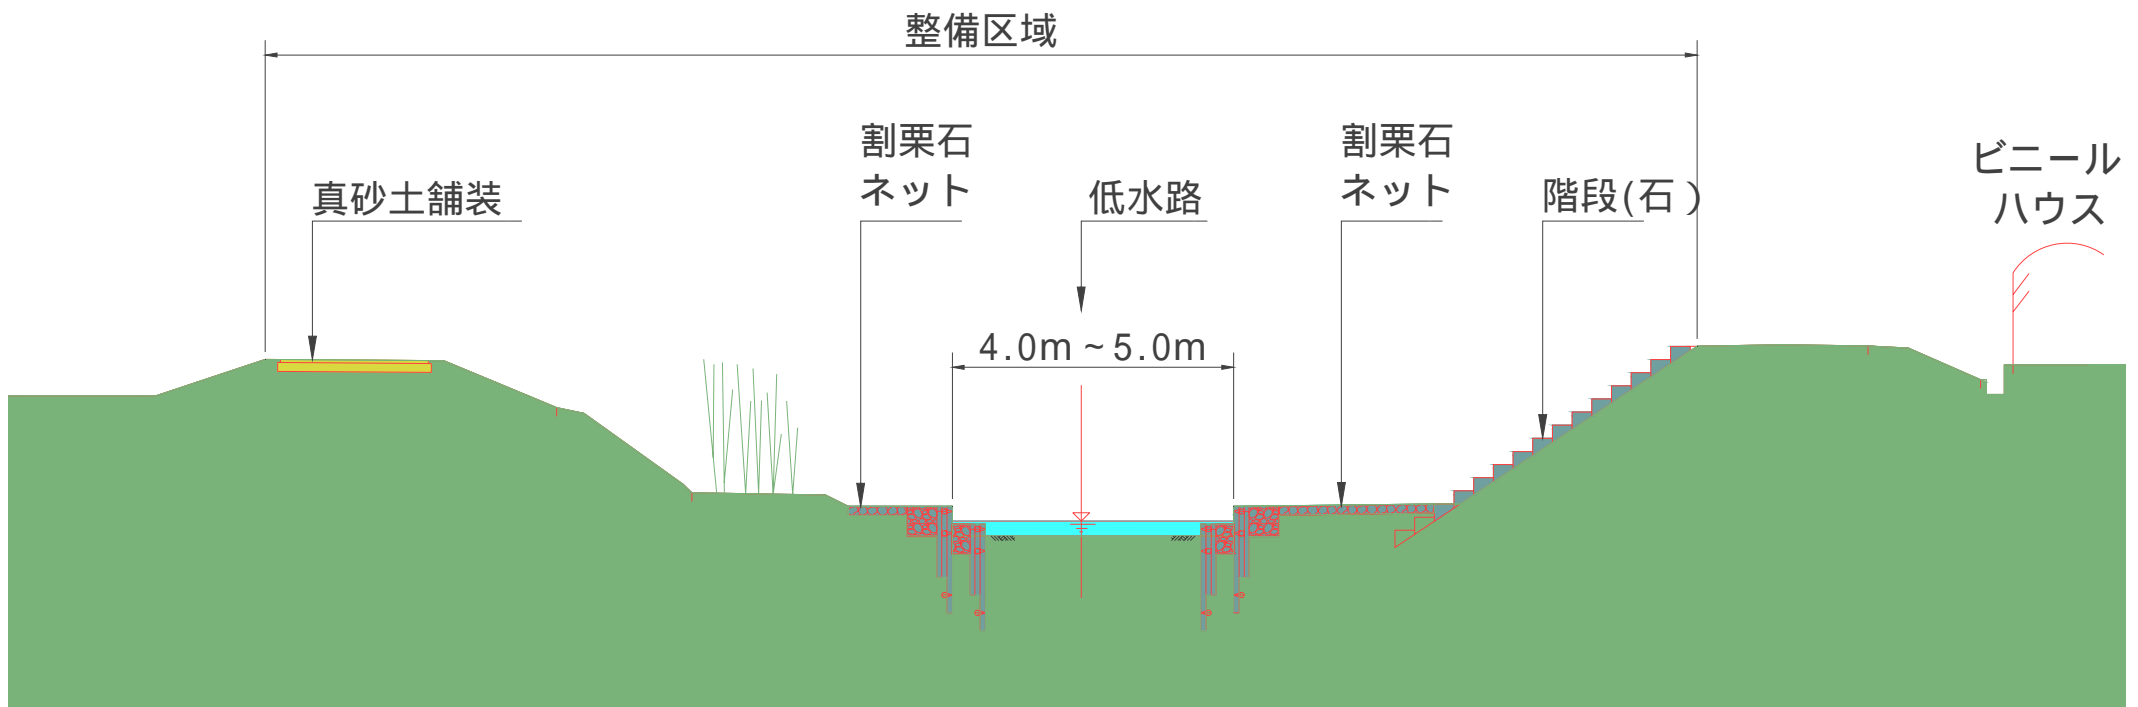 整備区域
真砂土舗装
割栗石
ネット
低水路
4.0m~5.0m
割栗石
ネット
階段(石)
ビニール
ハウス